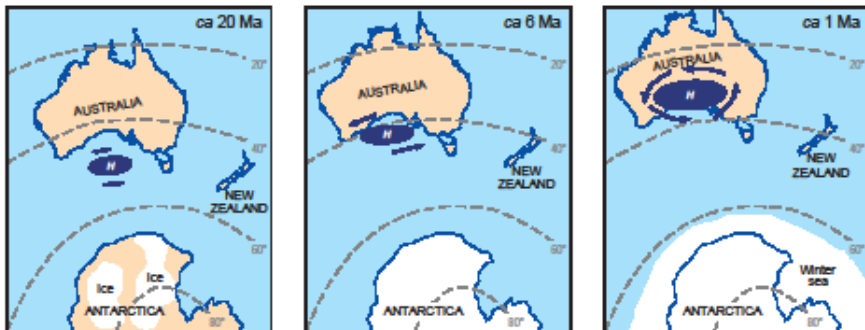 ca 20 Ma
20°
AUSTRALIA
H
40°
NEW
ZEALAND
60°
Ice
Ice
ANTARCTICA
80°
ca 6 Ma
20°
AUSTRALIA
H
40°
NEW
ZEALAND
60°
ANTARCTICA
80°
ca 1 Ma
20°
AUSTRALIA
H
40°
NEW
ZEALAND
60°
Winter
sea
ANTARCTICA
80°